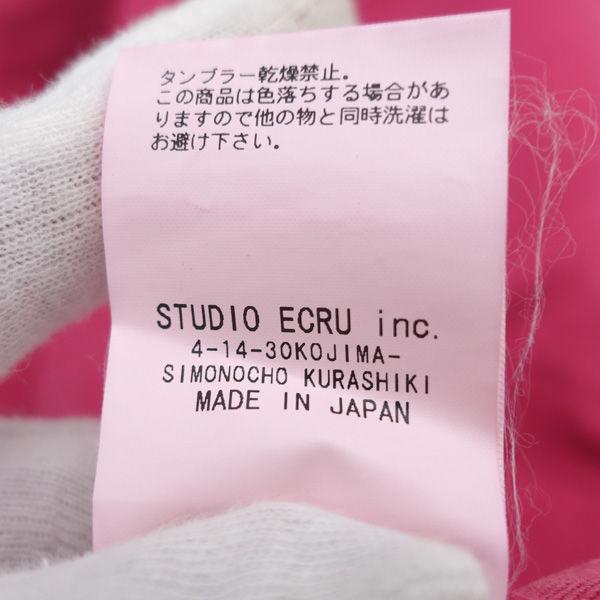 タンブラー乾燥禁止。
この商品は色落ちする場合があ
りますので他の物と同時洗濯は
お避け下さい。
STUDIO ECRU inc.
4-14-30KOJIMA-
SIMONOCHO KURASHIKI
MADE IN JAPAN